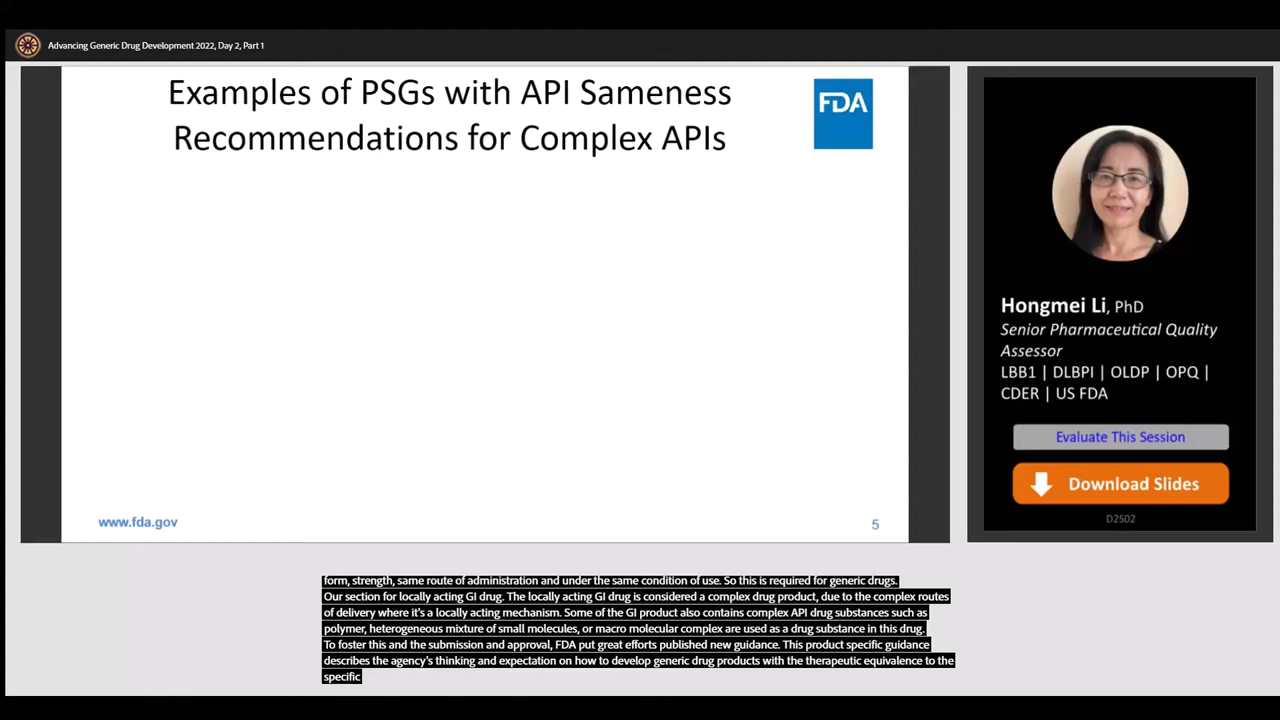 Advancing Generic Drug Development 2022, Day 2, Part 1
Examples of PSGs with API Sameness
Recommendations for Complex APIs
FDA
www.fda.gov
5
Hongmei Li, PhD
Senior Pharmaceutical Quality
Assessor
LBB1 | DLBPI | OLDP | OPQ |
CDER | US FDA
Evaluate This Session
Download Slides
D2S02
form, strength, same route of administration and under the same condition of use. So this is required for generic drugs.
Our section for locally acting GI drug. The locally acting GI drug is considered a complex drug product, due to the complex routes
of delivery where it's a locally acting mechanism. Some of the GI product also contains complex API drug substances such as
polymer, heterogeneous mixture of small molecules, or macro molecular complex are used as a drug substance in this drug.
To foster this and the submission and approval, FDA put great efforts published new guidance. This product specific guidance
describes the agency's thinking and expectation on how to develop generic drug products with the therapeutic equivalence to the
specific